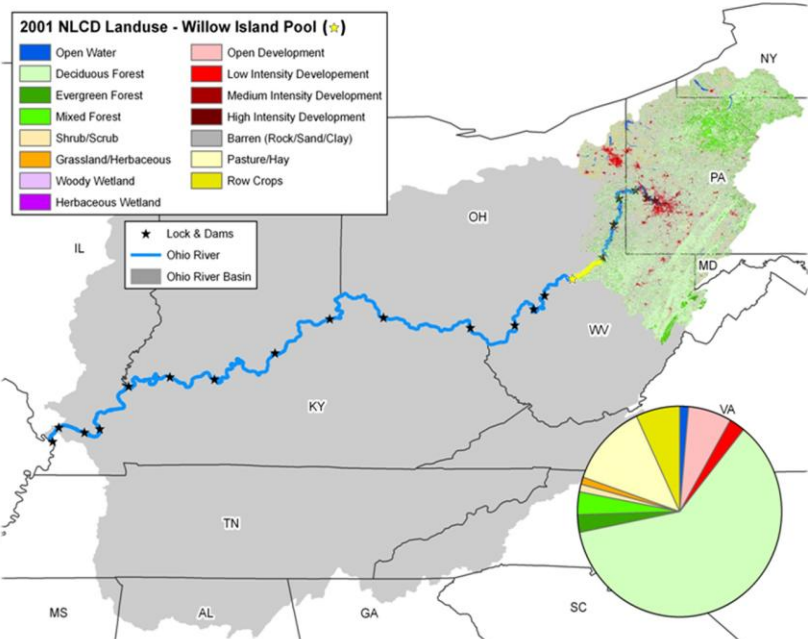 2001 NLCD Landuse - Willow Island Pool (☆)
Open Water
Deciduous Forest
Evergreen Forest
Mixed Forest
Shrub/Scrub
Grassland/Herbaceous
Woody Wetland
Herbaceous Wetland
Open Development
Low Intensity Developement
Medium Intensity Development
High Intensity Development
Barren (Rock/Sand/Clay)
Pasture/Hay
Row Crops
Lock & Dams
Ohio River
Ohio River Basin
NY
PA
OH
IL
MD
WV
KY
VA
TN
MS
AL
GA
SC